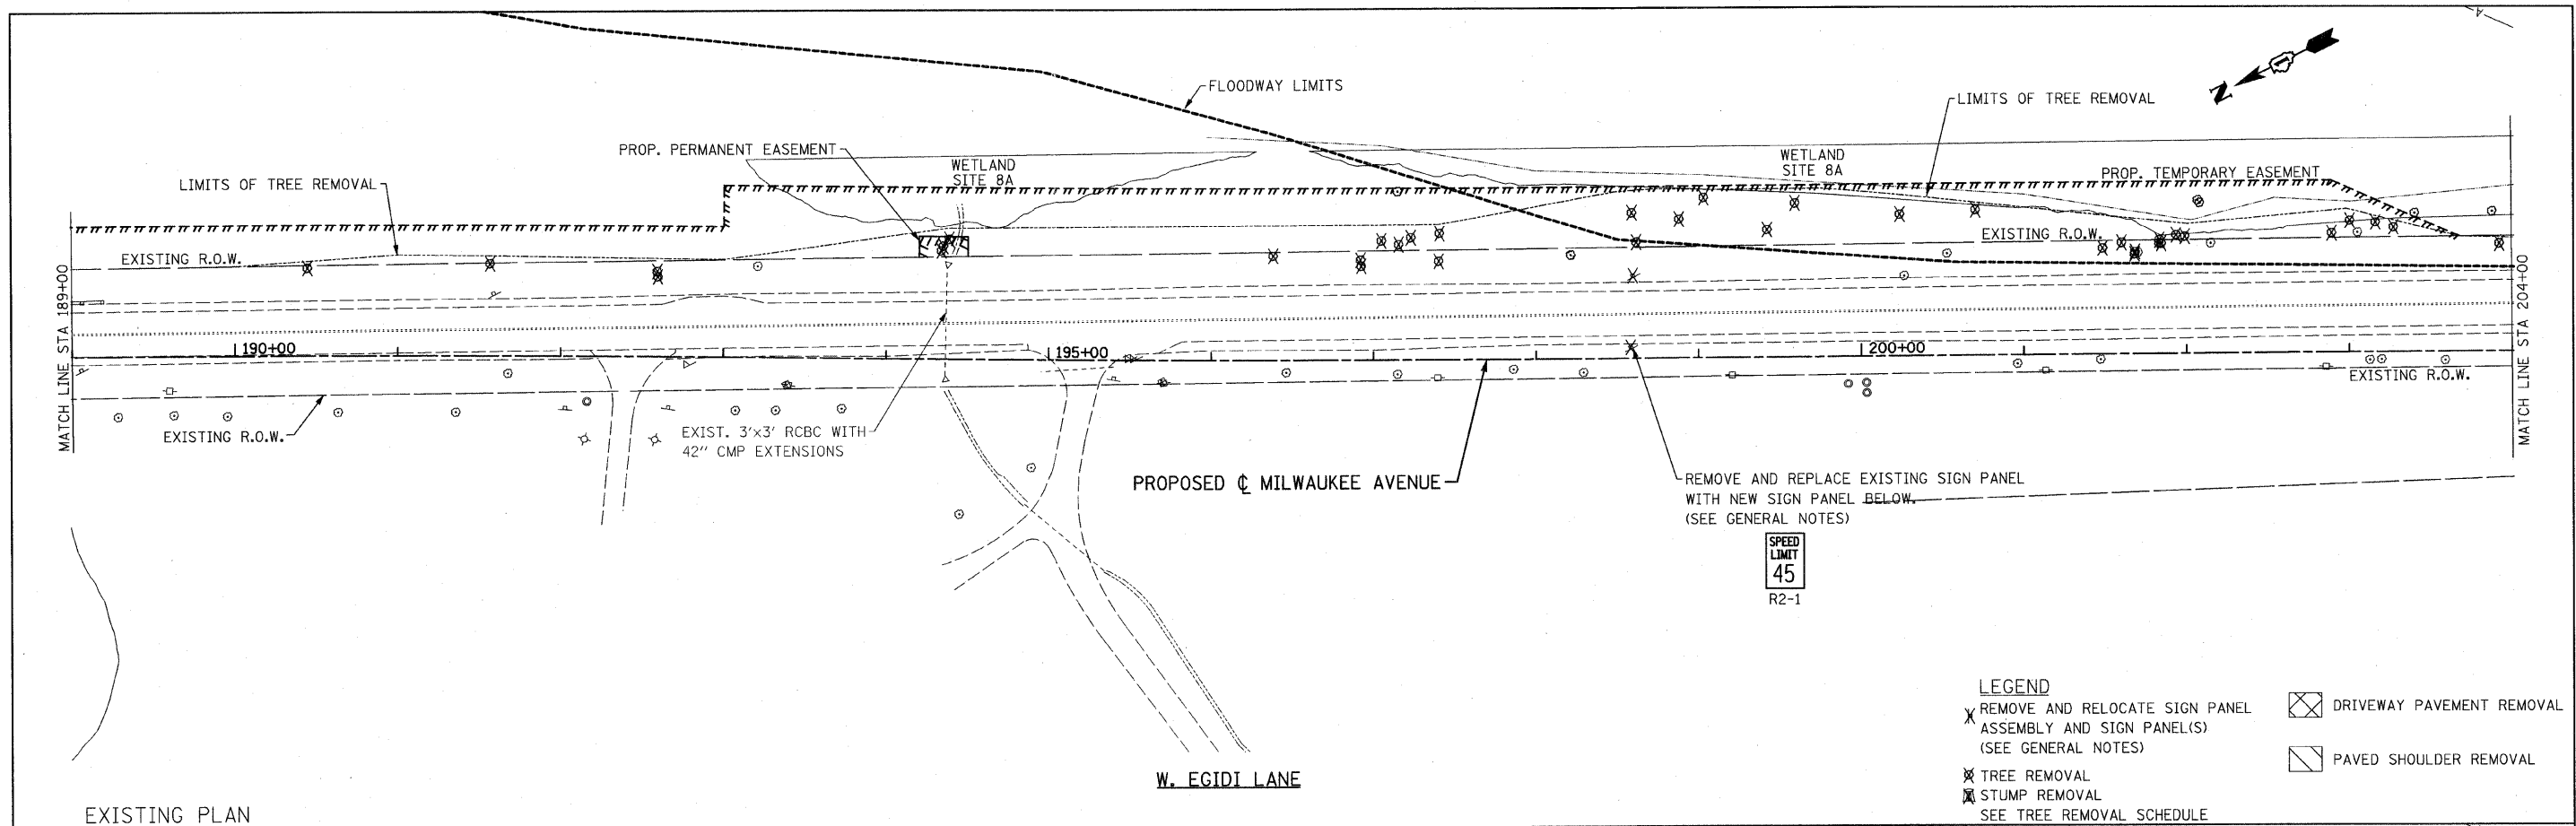 A
FLOODWAY LIMITS
N
LIMITS OF TREE REMOVAL
PROP. PERMANENT EASEMENT
WETLAND
SITE 8A
WETLAND
SITE 8A
PROP. TEMPORARY EASEMENT
LIMITS OF TREE REMOVAL
EXISTING R.O.W.
EXISTING R.O.W.
MATCH LINE STA 189+00
MATCH LINE STA 204+00
190+00
195+00
200+00
EXISTING R.O.W.
EXISTING R.O.W.
EXIST. 3'x3' RCBC WITH
42" CMP EXTENSIONS
PROPOSED ℄ MILWAUKEE AVENUE
REMOVE AND REPLACE EXISTING SIGN PANEL
WITH NEW SIGN PANEL BELOW.
(SEE GENERAL NOTES)
SPEED
LIMIT
45
R2-1
W. EGIDI LANE
LEGEND
REMOVE AND RELOCATE SIGN PANEL
ASSEMBLY AND SIGN PANEL(S)
(SEE GENERAL NOTES)
TREE REMOVAL
STUMP REMOVAL
SEE TREE REMOVAL SCHEDULE
DRIVEWAY PAVEMENT REMOVAL
PAVED SHOULDER REMOVAL
EXISTING PLAN